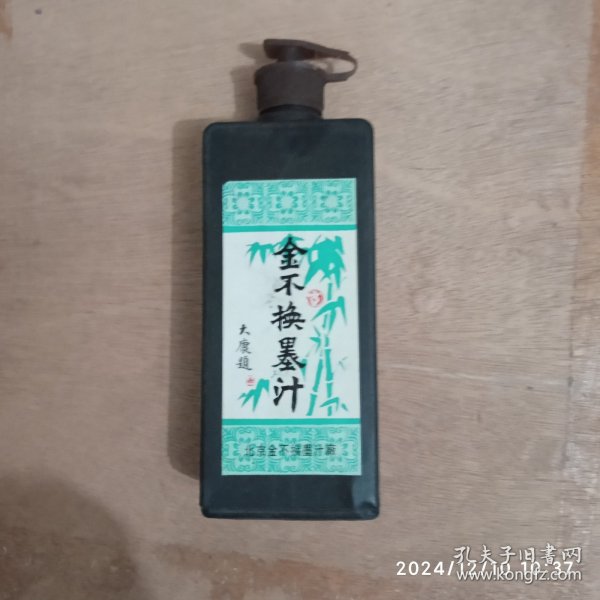 金不换墨汁
大康题
北京金不换墨汁厂
孔夫子旧书网
www.kongfz.com
2024/12/10 10:37